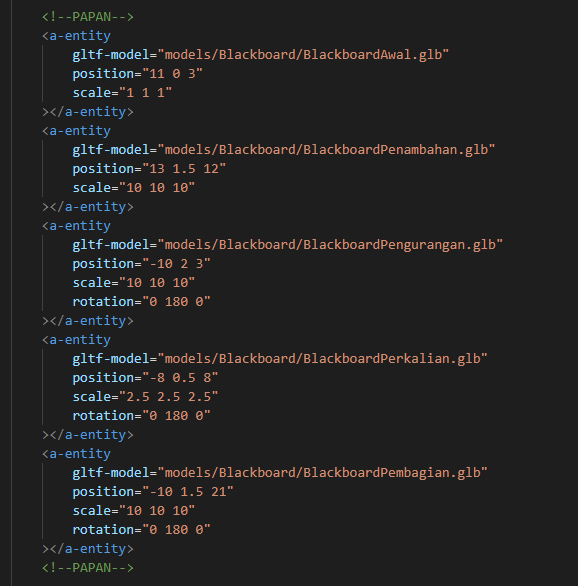 <!--PAPAN-->
<a-entity
gltf-model="models/Blackboard/BlackboardAwal.glb"
position="11 0 3"
scale="1 1 1"
></a-entity>
<a-entity
gltf-model="models/Blackboard/BlackboardPenambahan.glb"
position="13 1.5 12"
scale="10 10 10"
></a-entity>
<a-entity
gltf-model="models/Blackboard/BlackboardPengurangan.glb"
position="-10 2 3"
scale="10 10 10"
rotation="0 180 0"
></a-entity>
<a-entity
gltf-model="models/Blackboard/BlackboardPerkalian.glb"
position="-8 0.5 8"
scale="2.5 2.5 2.5"
rotation="0 180 0"
></a-entity>
<a-entity
gltf-model="models/Blackboard/BlackboardPembagian.glb"
position="-10 1.5 21"
scale="10 10 10"
rotation="0 180 0"
></a-entity>
<!--PAPAN-->